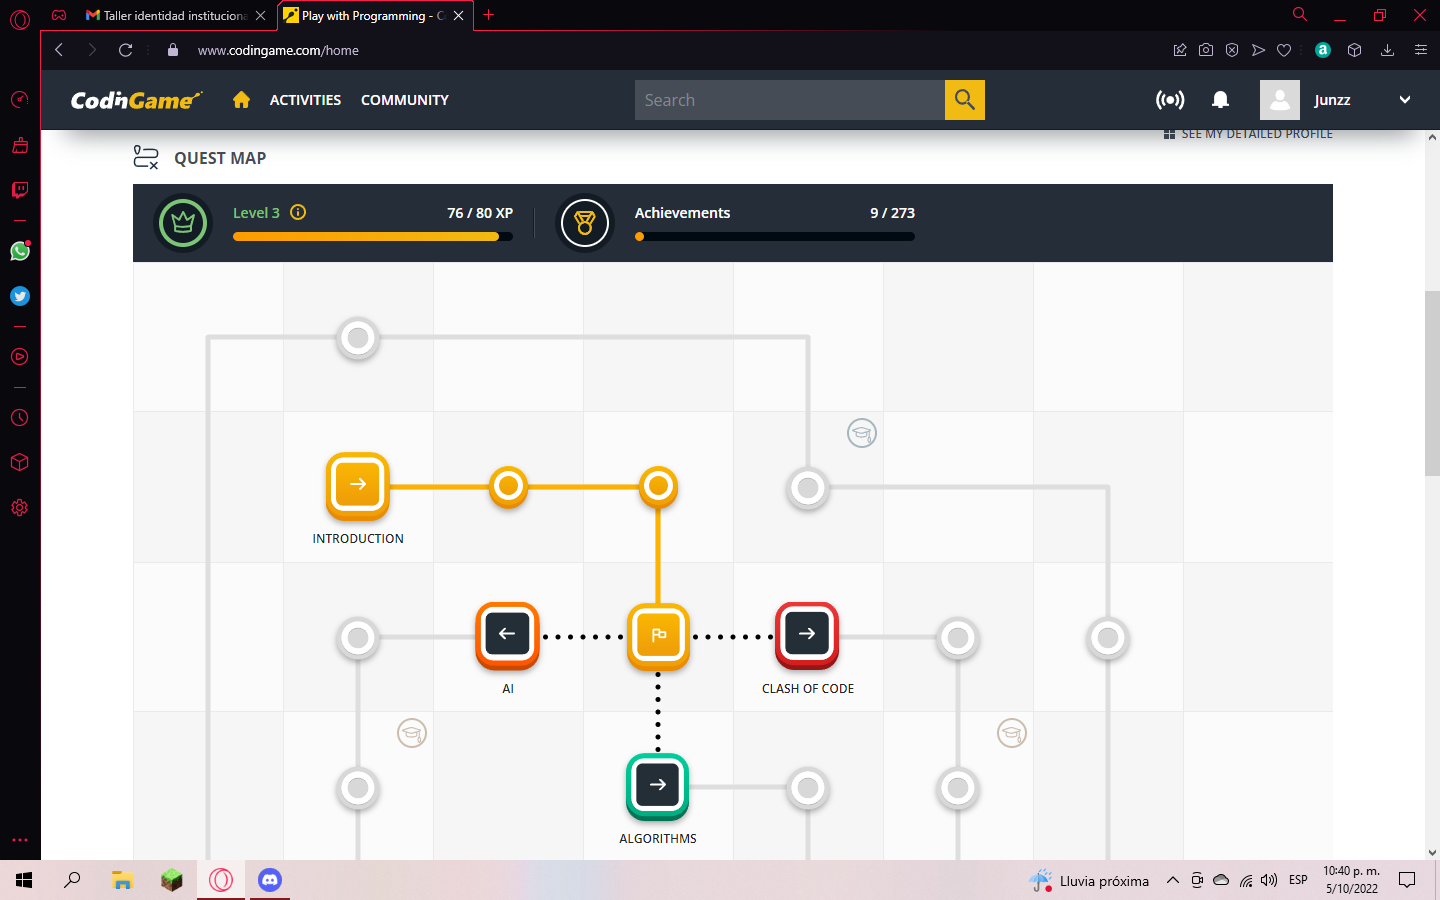 Taller identidad instituciona
Play with Programming - C
www.codingame.com/home
CodinGame
ACTIVITIES
COMMUNITY
Search
Junzz
SEE MY DETAILED PROFILE
QUEST MAP
Level 3
76 / 80 XP
Achievements
9 / 273
INTRODUCTION
AI
CLASH OF CODE
ALGORITHMS
Lluvia próxima
ESP
10:40 p. m.
5/10/2022